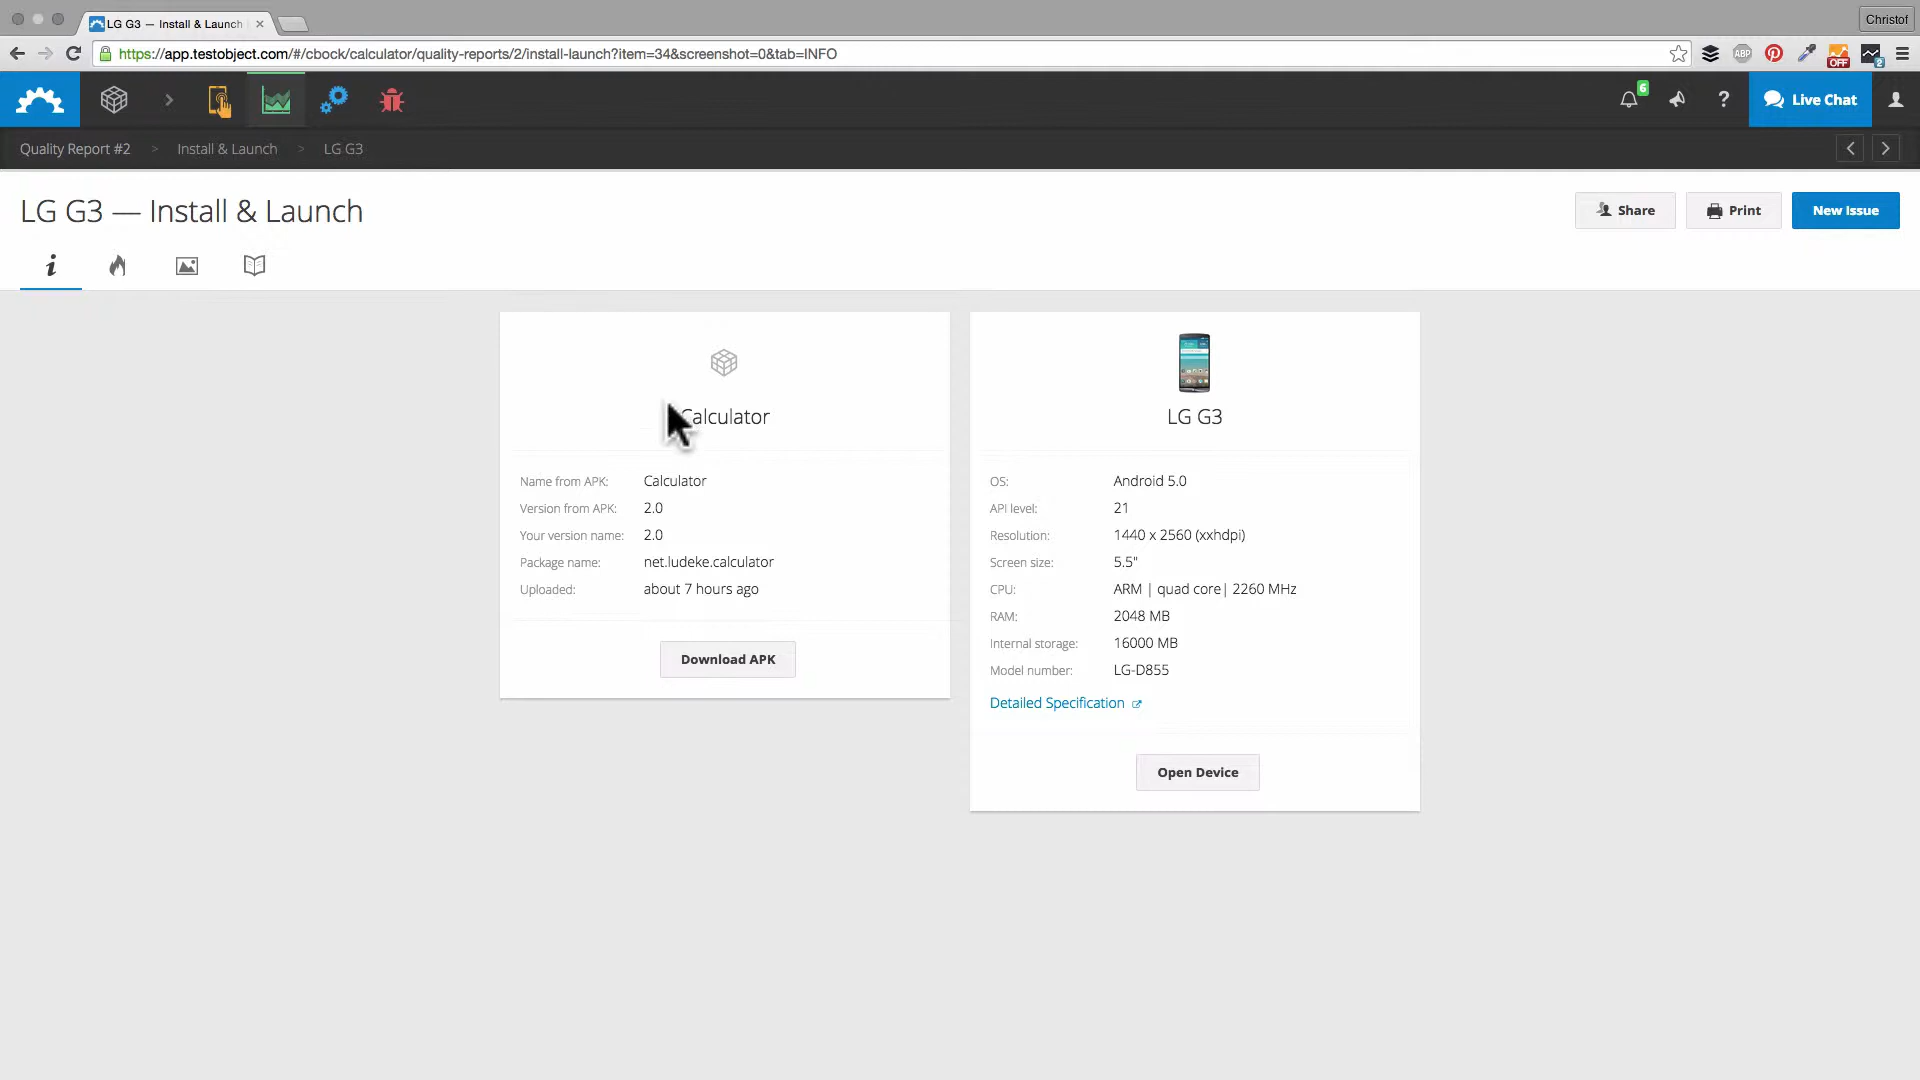 LG G3 — Install & Launch
Christof
https://app.testobject.com/#/cbock/calculator/quality-reports/2/install-launch?item=34&screenshot=0&tab=INFO
ABP
OFF
2
6
?
Live Chat
Quality Report #2 > Install & Launch > LG G3
LG G3 — Install & Launch
Share
Print
New Issue
Calculator
Name from APK: Calculator
Version from APK: 2.0
Your version name: 2.0
Package name: net.ludeke.calculator
Uploaded: about 7 hours ago
Download APK
LG G3
OS: Android 5.0
API level: 21
Resolution: 1440 x 2560 (xxhdpi)
Screen size: 5.5"
CPU: ARM | quad core| 2260 MHz
RAM: 2048 MB
Internal storage: 16000 MB
Model number: LG-D855
Detailed Specification
Open Device